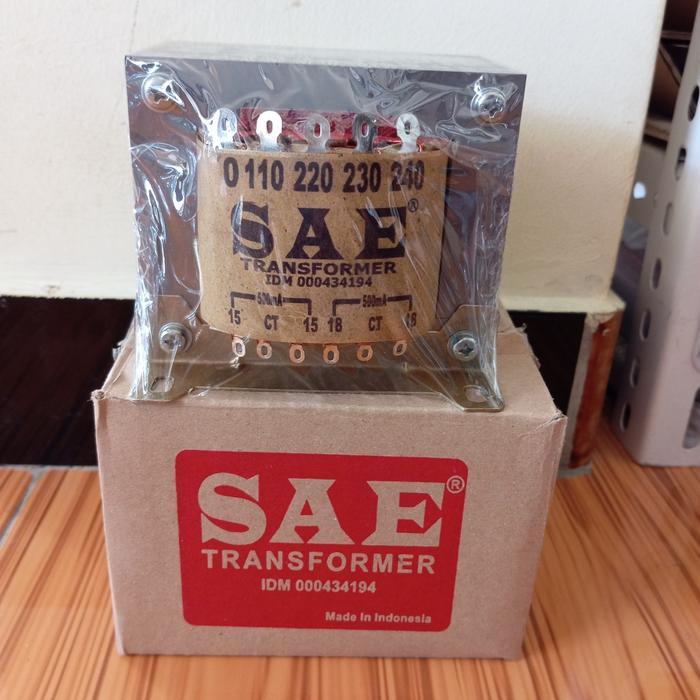 0 110 220 230 240
SAE®
TRANSFORMER
IDM 000434194
500mA 500mA
15 CT 15 18 CT 18
SAE®
TRANSFORMER
IDM 000434194
Made In Indonesia